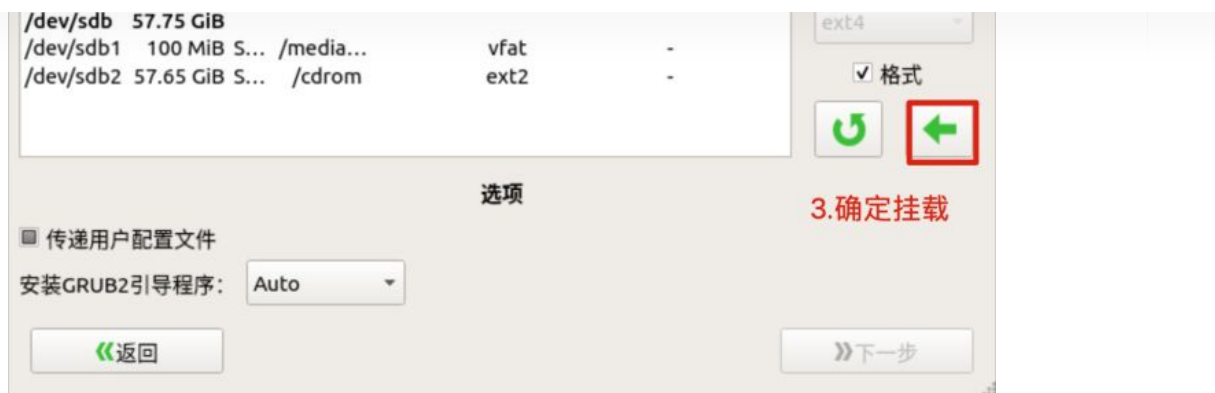 /dev/sdb 57.75 GiB
ext4
/dev/sdb1 100 MiB S... /media... vfat -
/dev/sdb2 57.65 GiB S... /cdrom ext2 -
格式
选项
3.确定挂载
传递用户配置文件
安装GRUB2引导程序: Auto
《返回
》下一步